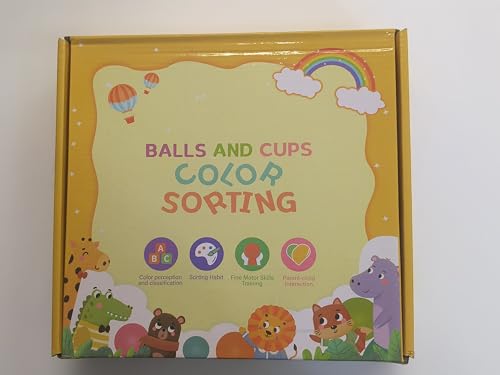 BALLS AND CUPS
COLOR
SORTING
A
B C
Color perception
and classification
Sorting Habit
Fine Motor Skills
Training
Parent-child
Interaction